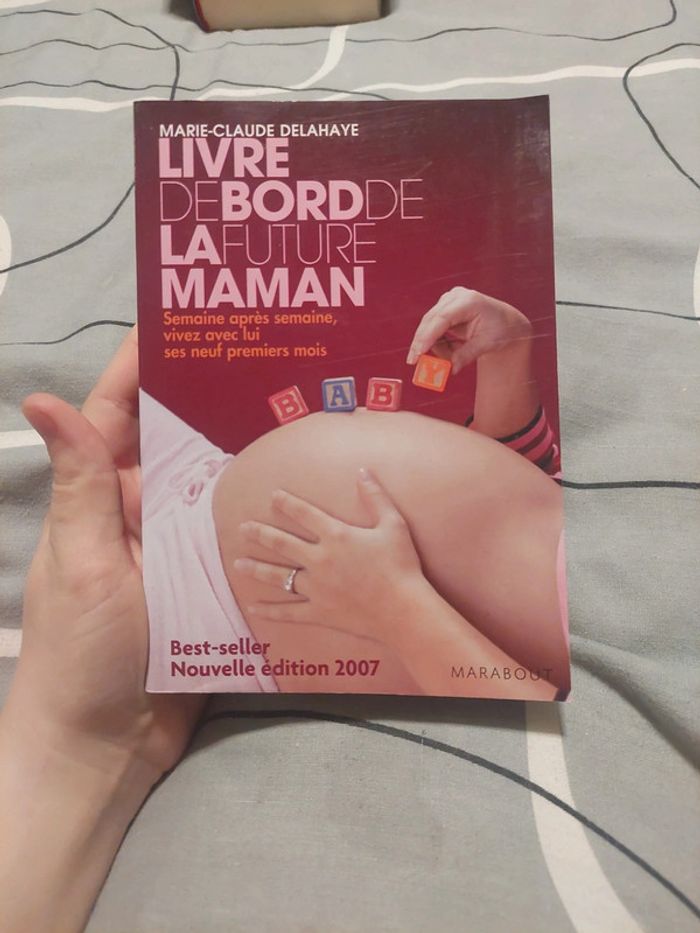 MARIE-CLAUDE DELAHAYE
LIVRE
DEBORDDE
LAFUTURE
MAMAN
Semaine après semaine,
vivez avec lui
ses neuf premiers mois
B A B Y
Best-seller
Nouvelle édition 2007
MARABOUT